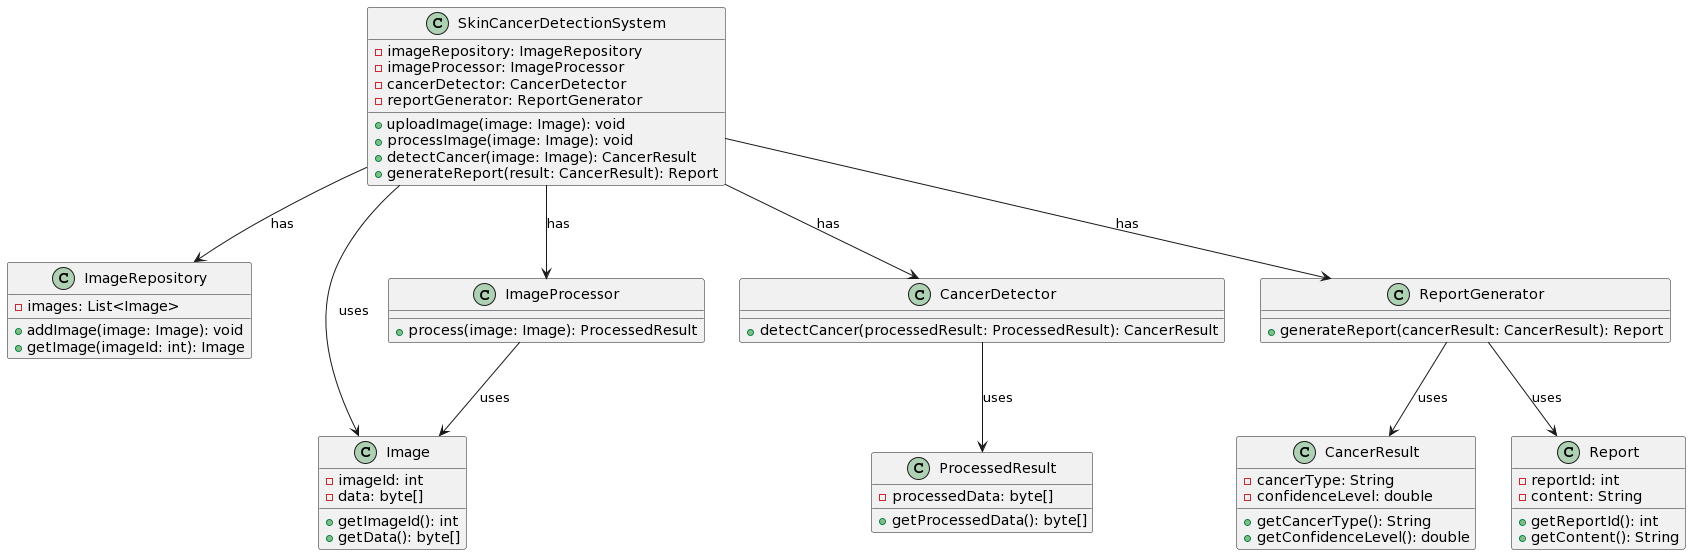 C SkinCancerDetectionSystem
imageRepository: ImageRepository
imageProcessor: ImageProcessor
cancerDetector: CancerDetector
reportGenerator: ReportGenerator
uploadImage(image: Image): void
processImage(image: Image): void
detectCancer(image: Image): CancerResult
generateReport(result: CancerResult): Report
has
has
has
has
uses
C ImageRepository
images: List<Image>
addImage(image: Image): void
getImage(imageId: int): Image
C ImageProcessor
process(image: Image): ProcessedResult
C CancerDetector
detectCancer(processedResult: ProcessedResult): CancerResult
C ReportGenerator
generateReport(cancerResult: CancerResult): Report
uses
uses
uses
uses
C Image
imageId: int
data: byte[]
getImageId(): int
getData(): byte[]
C ProcessedResult
processedData: byte[]
getProcessedData(): byte[]
C CancerResult
cancerType: String
confidenceLevel: double
getCancerType(): String
getConfidenceLevel(): double
C Report
reportId: int
content: String
getReportId(): int
getContent(): String